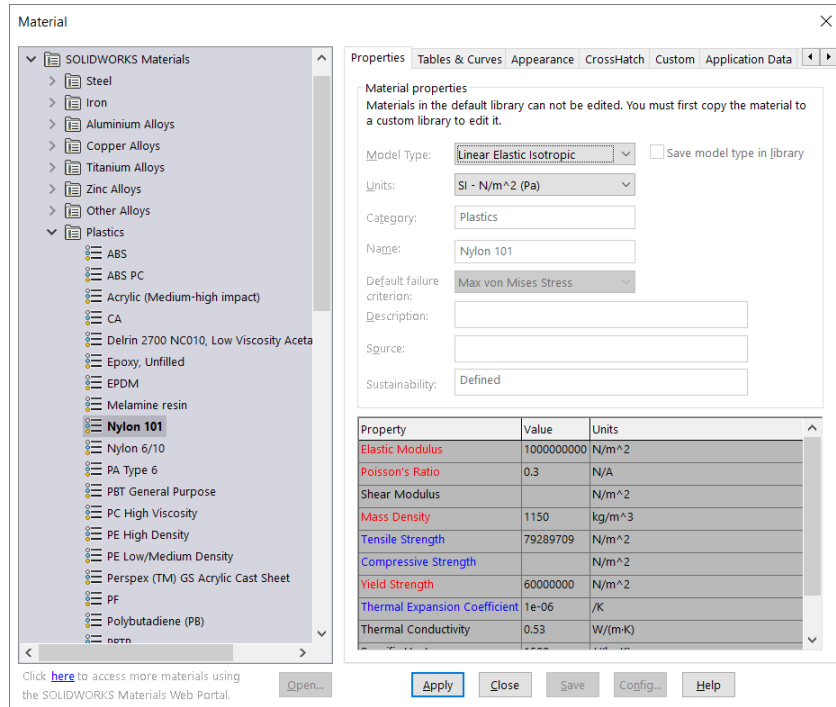 Material
SOLIDWORKS Materials
Steel
Iron
Aluminium Alloys
Copper Alloys
Titanium Alloys
Zinc Alloys
Other Alloys
Plastics
ABS
ABS PC
Acrylic (Medium-high impact)
CA
Delrin 2700 NC010, Low Viscosity Aceta
Epoxy, Unfilled
EPDM
Melamine resin
Nylon 101
Nylon 6/10
PA Type 6
PBT General Purpose
PC High Viscosity
PE High Density
PE Low/Medium Density
Perspex (TM) GS Acrylic Cast Sheet
PF
Polybutadiene (PB)
Click here to access more materials using
the SOLIDWORKS Materials Web Portal.
Open...
Properties Tables & Curves Appearance CrossHatch Custom Application Data
Material properties
Materials in the default library can not be edited. You must first copy the material to
a custom library to edit it.
Model Type: Linear Elastic Isotropic Save model type in library
Units: SI - N/m^2 (Pa)
Category: Plastics
Name: Nylon 101
Default failure
criterion: Max von Mises Stress
Description:
Source:
Sustainability: Defined
Property Value Units
Elastic Modulus 1000000000 N/m^2
Poisson's Ratio 0.3 N/A
Shear Modulus N/m^2
Mass Density 1150 kg/m^3
Tensile Strength 79289709 N/m^2
Compressive Strength N/m^2
Yield Strength 60000000 N/m^2
Thermal Expansion Coefficient 1e-06 /K
Thermal Conductivity 0.53 W/(m·K)
Apply Close Save Config... Help